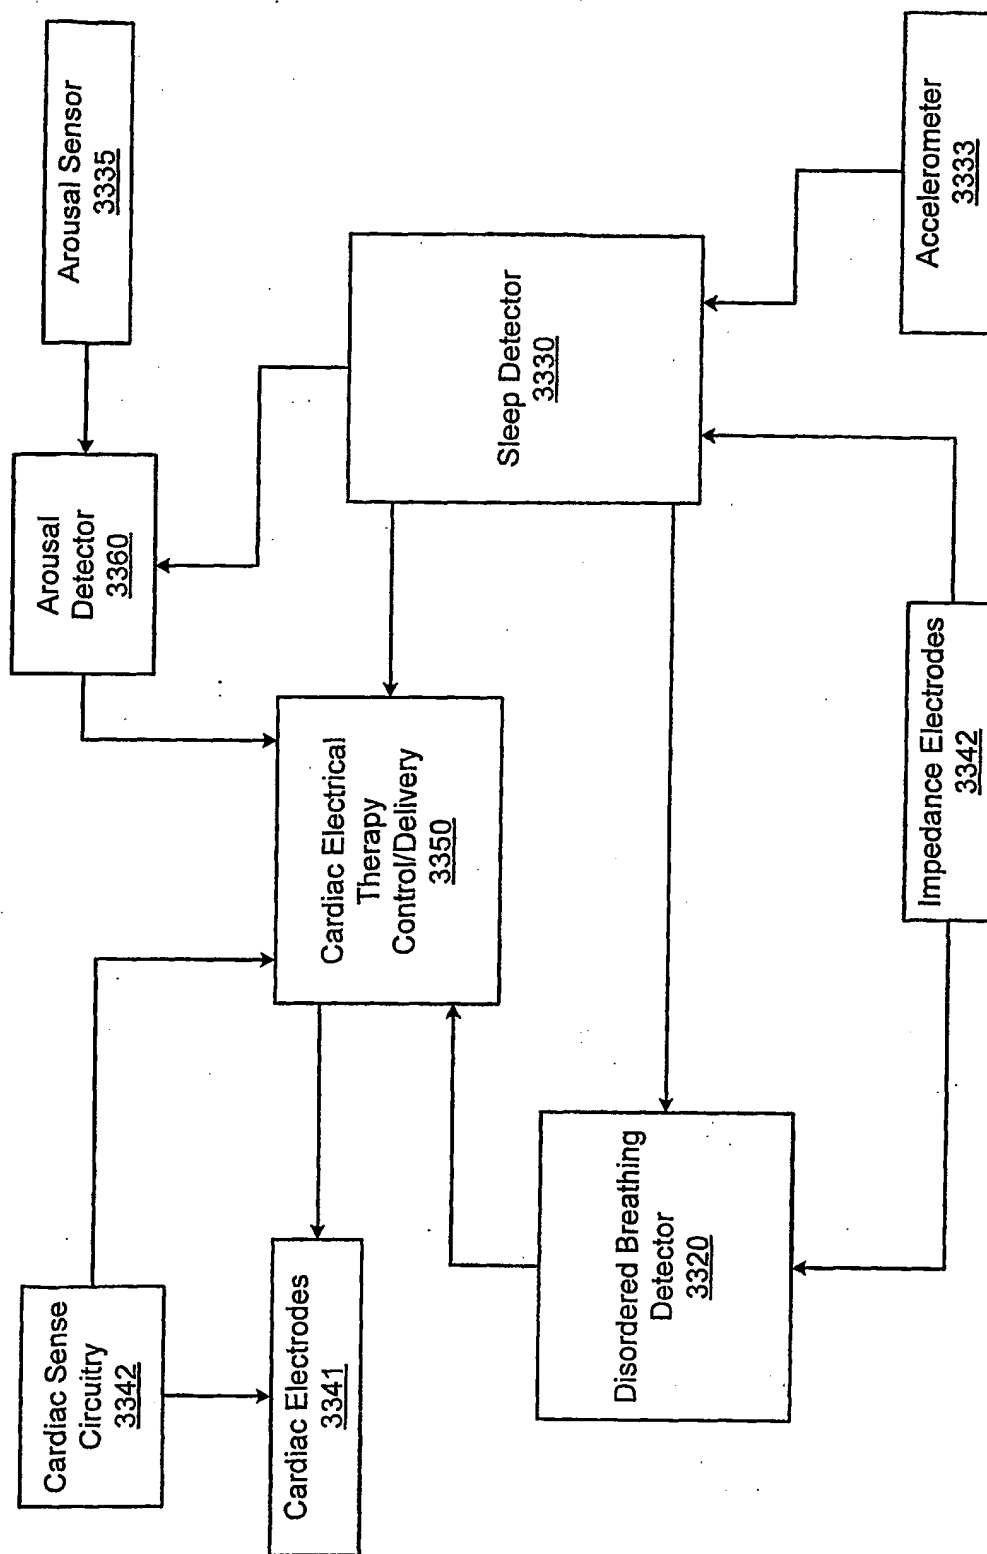 Cardiac Sense
Circuitry
3342
Cardiac Electrodes
3341
Arousal
Detector
3360
Arousal Sensor
3335
Cardiac Electrical
Therapy
Control/Delivery
3350
Sleep Detector
3330
Disordered Breathing
Detector
3320
Impedance Electrodes
3342
Accelerometer
3333